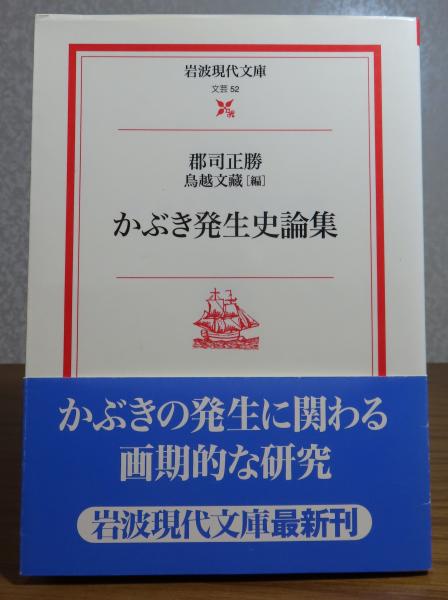 岩波現代文庫
文芸 52
郡司正勝
鳥越文藏[編]
かぶき発生史論集
かぶきの発生に関わる
画期的な研究
岩波現代文庫最新刊